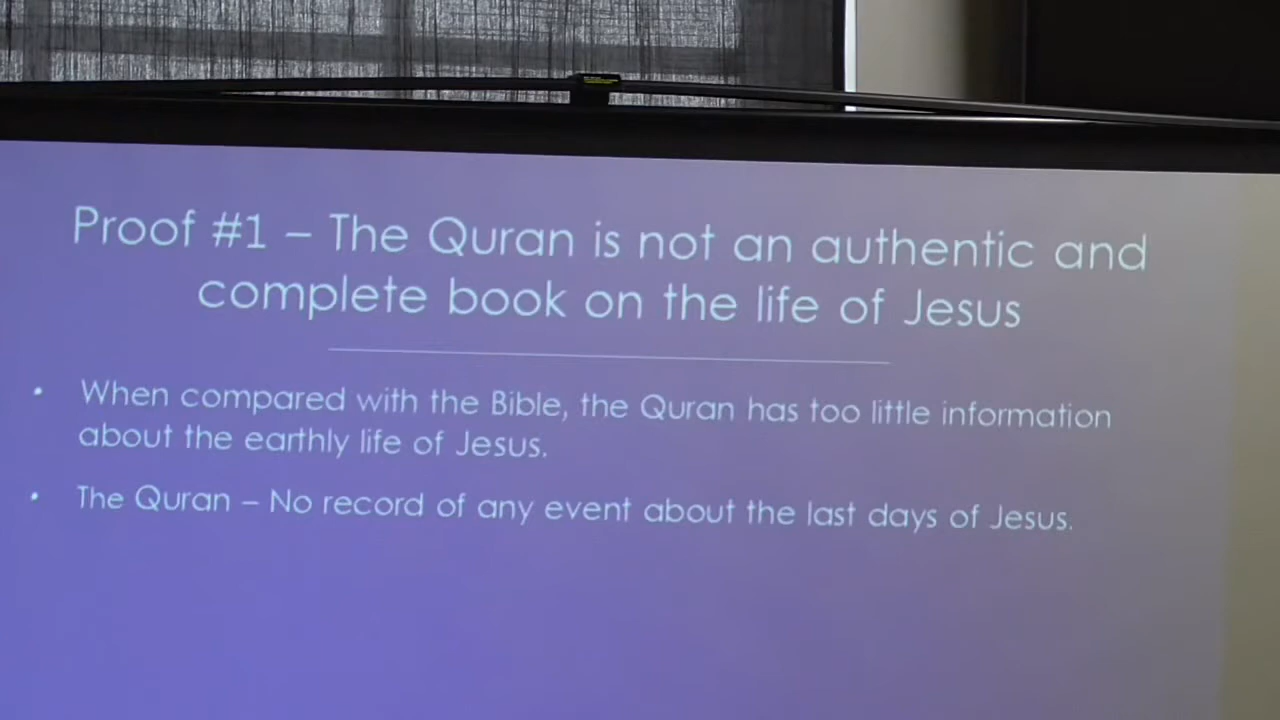 Proof #1 – The Quran is not an authentic and
complete book on the life of Jesus
• When compared with the Bible, the Quran has too little information
about the earthly life of Jesus.
• The Quran – No record of any event about the last days of Jesus.